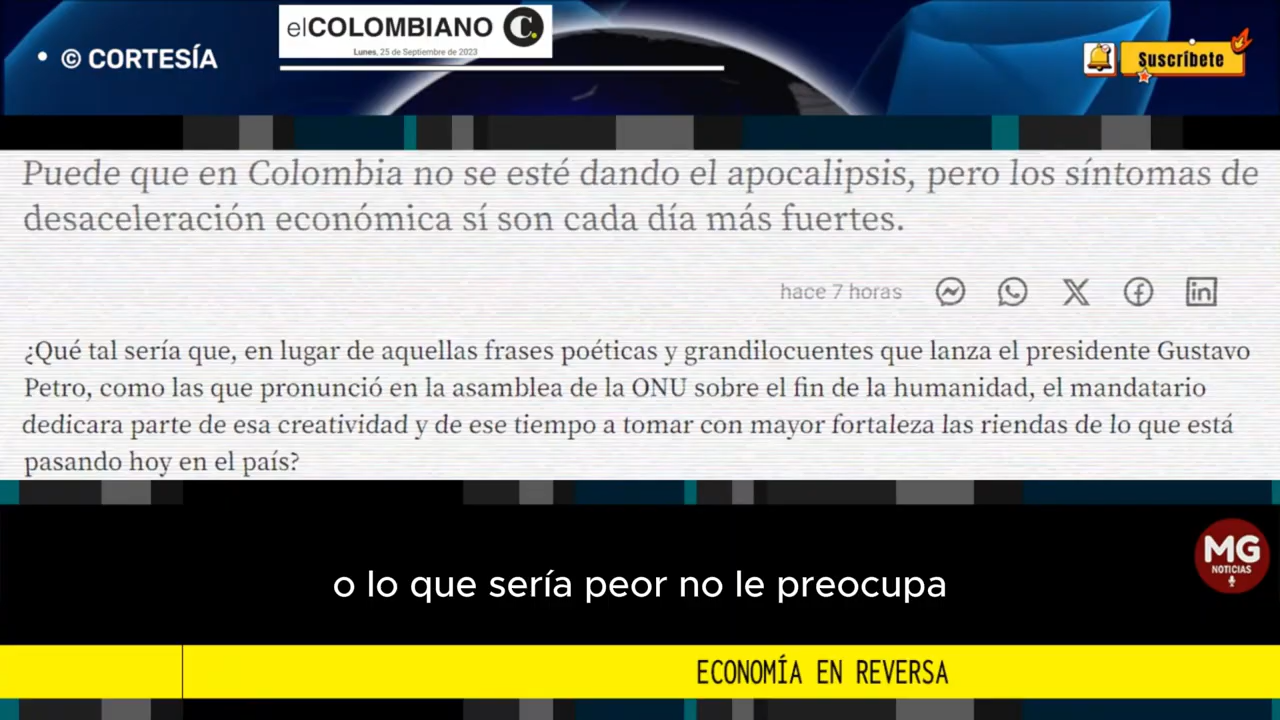 elCOLOMBIANO C.
Lunes, 25 de Septiembre de 2023
• © CORTESÍA
Suscríbete
Puede que en Colombia no se esté dando el apocalipsis, pero los síntomas de
desaceleración económica sí son cada día más fuertes.
hace 7 horas
¿Qué tal sería que, en lugar de aquellas frases poéticas y grandilocuentes que lanza el presidente Gustavo
Petro, como las que pronunció en la asamblea de la ONU sobre el fin de la humanidad, el mandatario
dedicara parte de esa creatividad y de ese tiempo a tomar con mayor fortaleza las riendas de lo que está
pasando hoy en el país?
MG
NOTICIAS
o lo que sería peor no le preocupa
ECONOMÍA EN REVERSA